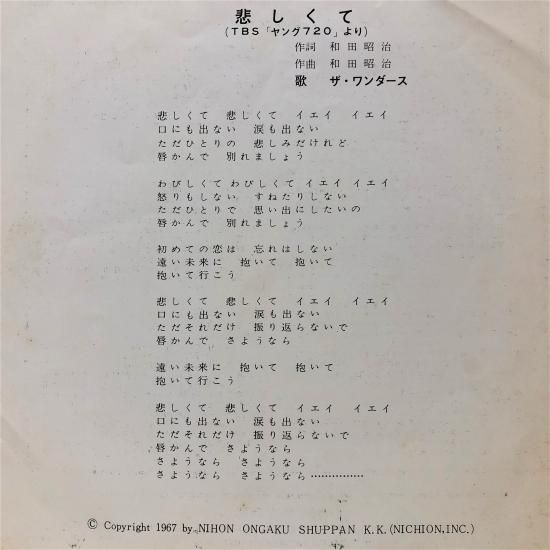 悲しくて
(TBS「ヤング720」より)
作詞 和田昭治
作曲 和田昭治
歌 ザ・ワンダース
悲しくて 悲しくて イエイ イエイ
口にも出ない 涙も出ない
ただひとりの 悲しみだけれど
唇かんで 別れましょう
わびしくて わびしくて イエイ イエイ
怒りもしない すねたりしない
ただひとりで 思い出にしたいの
唇かんで 別れましょう
初めての恋は 忘れはしない
遠い未来に 抱いて 抱いて
抱いて行こう
悲しくて 悲しくて イエイ イエイ
口にも出ない 涙も出ない
ただそれだけ 振り返らないで
唇かんで さようなら
遠い未来に 抱いて 抱いて
抱いて行こう
悲しくて 悲しくて イエイ イエイ
口にも出ない 涙も出ない
ただそれだけ 振り返らないで
唇かんで さようなら
さようなら さようなら
さようなら さようなら……………
© Copyright 1967 by NIHON ONGAKU SHUPPAN K.K.(NICHION,INC.)